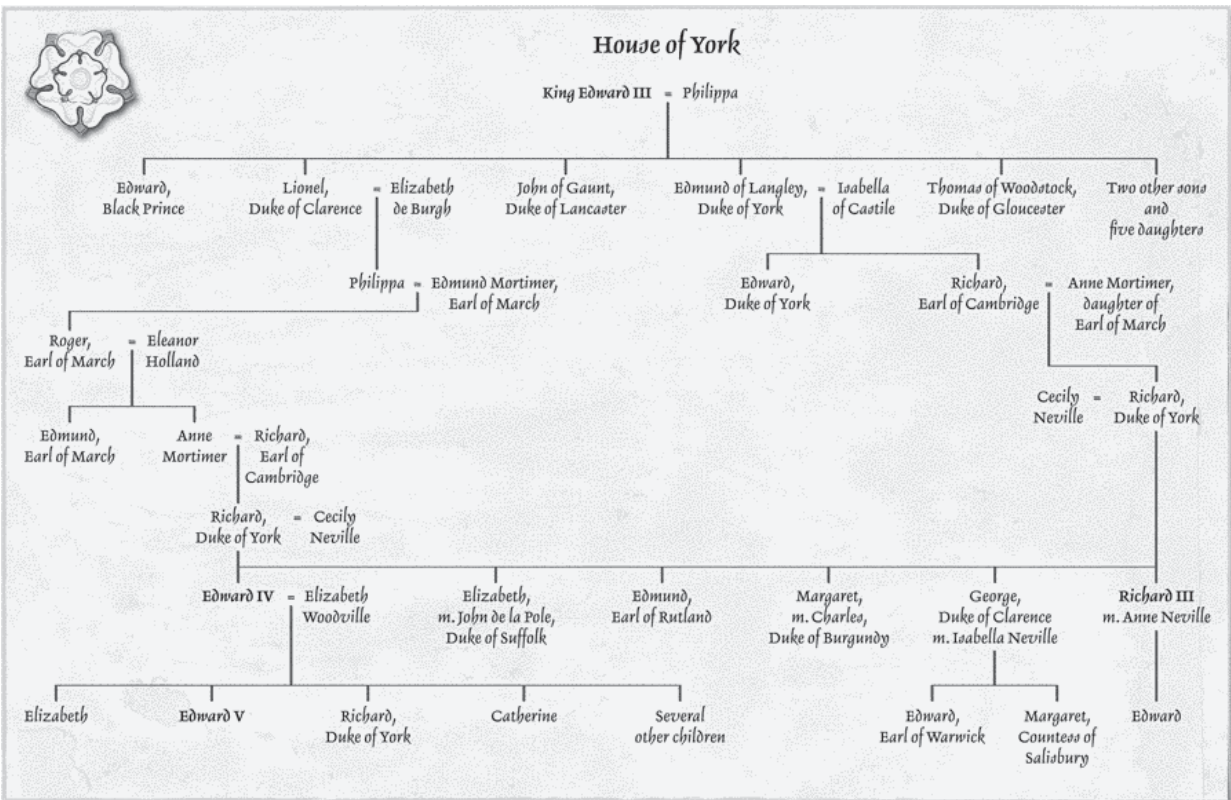 House of York
King Edward III = Philippa
Edward,
Black Prince
Lionel,
Duke of Clarence
= Elizabeth
de Burgh
John of Gaunt,
Duke of Lancaster
Edmund of Langley,
Duke of York
= Isabella
of Castile
Thomas of Woodstock,
Duke of Gloucester
Two other sons
and
five daughters
Philippa = Edmund Mortimer,
Earl of March
Edward,
Duke of York
Richard,
Earl of Cambridge
= Anne Mortimer,
daughter of
Earl of March
Roger,
Earl of March
= Eleanor
Holland
Cecily
Neville
= Richard,
Duke of York
Edmund,
Earl of March
Anne
Mortimer
= Richard,
Earl of
Cambridge
Richard,
Duke of York
= Cecily
Neville
Edward IV = Elizabeth
Woodville
Elizabeth,
m. John de la Pole,
Duke of Suffolk
Edmund,
Earl of Rutland
Margaret,
m. Charles,
Duke of Burgundy
George,
Duke of Clarence
m. Isabella Neville
Richard III
m. Anne Neville
Elizabeth
Edward V
Richard,
Duke of York
Catherine
Several
other children
Edward,
Earl of Warwick
Margaret,
Countess of
Salisbury
Edward